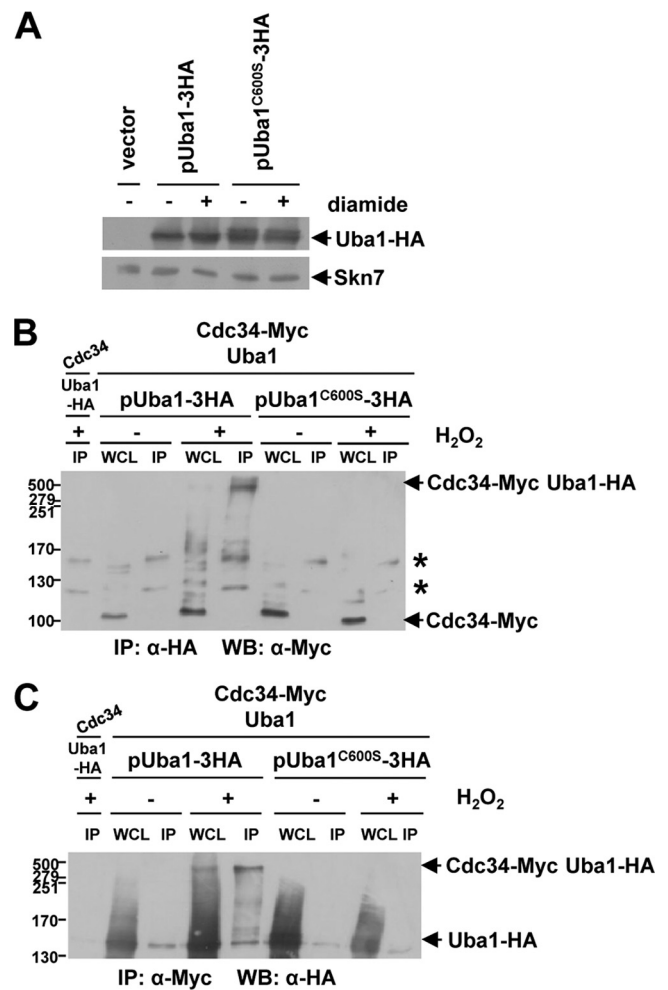 A
vector
pUba1-3HA
pUba1C600S-3HA
- - + - + diamide
Uba1-HA
Skn7
B
Cdc34
Cdc34-Myc
Uba1
Uba1
-HA
pUba1-3HA pUba1C600S-3HA
+ - + - + H2O2
IP WCL IP WCL IP WCL IP WCL IP
500
279
251
170
130
100
Cdc34-Myc Uba1-HA
*
*
Cdc34-Myc
IP: α-HA WB: α-Myc
C
Cdc34
Cdc34-Myc
Uba1
Uba1
-HA
pUba1-3HA pUba1C600S-3HA
+ - + - + H2O2
IP WCL IP WCL IP WCL IP WCL IP
500
279
251
170
130
Cdc34-Myc Uba1-HA
Uba1-HA
IP: α-Myc WB: α-HA